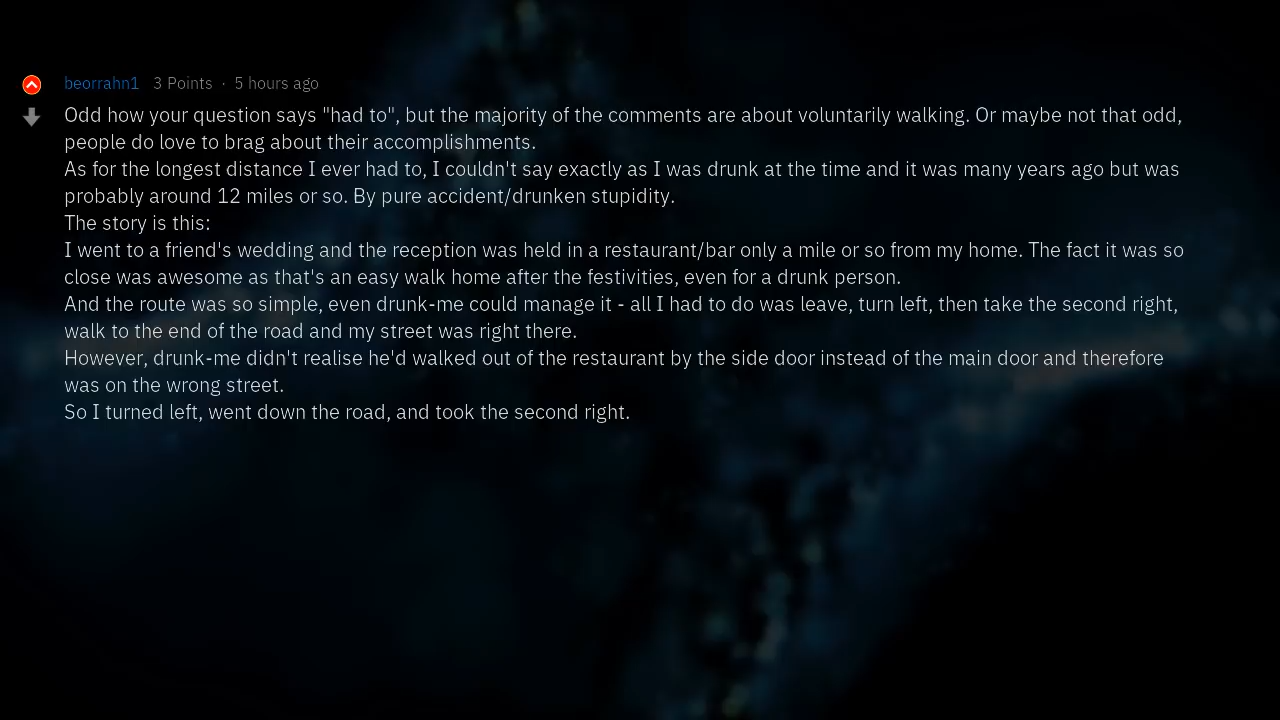 beorrahn1 3 Points · 5 hours ago
Odd how your question says "had to", but the majority of the comments are about voluntarily walking. Or maybe not that odd,
people do love to brag about their accomplishments.
As for the longest distance I ever had to, I couldn't say exactly as I was drunk at the time and it was many years ago but was
probably around 12 miles or so. By pure accident/drunken stupidity.
The story is this:
I went to a friend's wedding and the reception was held in a restaurant/bar only a mile or so from my home. The fact it was so
close was awesome as that's an easy walk home after the festivities, even for a drunk person.
And the route was so simple, even drunk-me could manage it - all I had to do was leave, turn left, then take the second right,
walk to the end of the road and my street was right there.
However, drunk-me didn't realise he'd walked out of the restaurant by the side door instead of the main door and therefore
was on the wrong street.
So I turned left, went down the road, and took the second right.